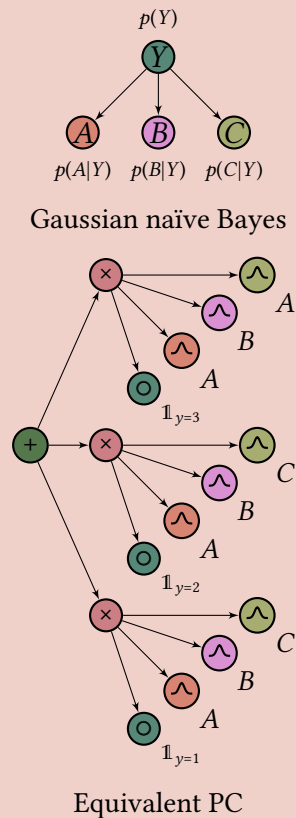 p(Y)
Y
A B C
p(A|Y) p(B|Y) p(C|Y)
Gaussian naïve Bayes
×
A
B
A
𝟙y=3
+ ×
C
B
A
𝟙y=2
×
C
B
A
𝟙y=1
Equivalent PC